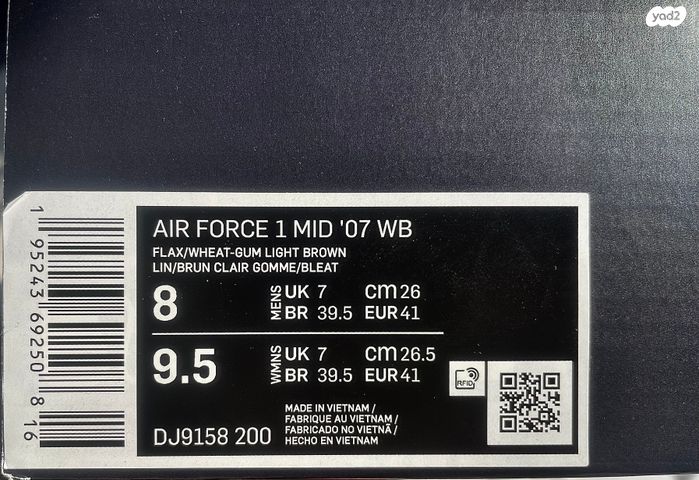 yad2
AIR FORCE 1 MID '07 WB
FLAX/WHEAT-GUM LIGHT BROWN
LIN/BRUN CLAIR GOMME/BLEAT
8 MENS UK 7 CM 26
BR 39.5 EUR 41
9.5 WMNS UK 7 CM 26.5
BR 39.5 EUR 41
RFID
DJ9158 200
MADE IN VIETNAM /
FABRIQUE AU VIETNAM /
FABRICADO NO VIETNÃ /
HECHO EN VIETNAM
1 95243 69250 8 16